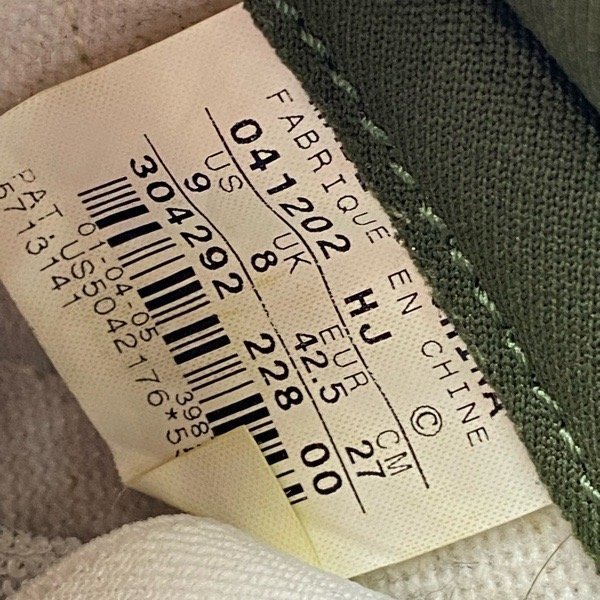 FABRIQUE EN CHINE
041202 HJ ©
US UK EUR CM
9 8 42.5 27
304292 228 00
01-04-05 398
PAT.US5042176*5
5713141